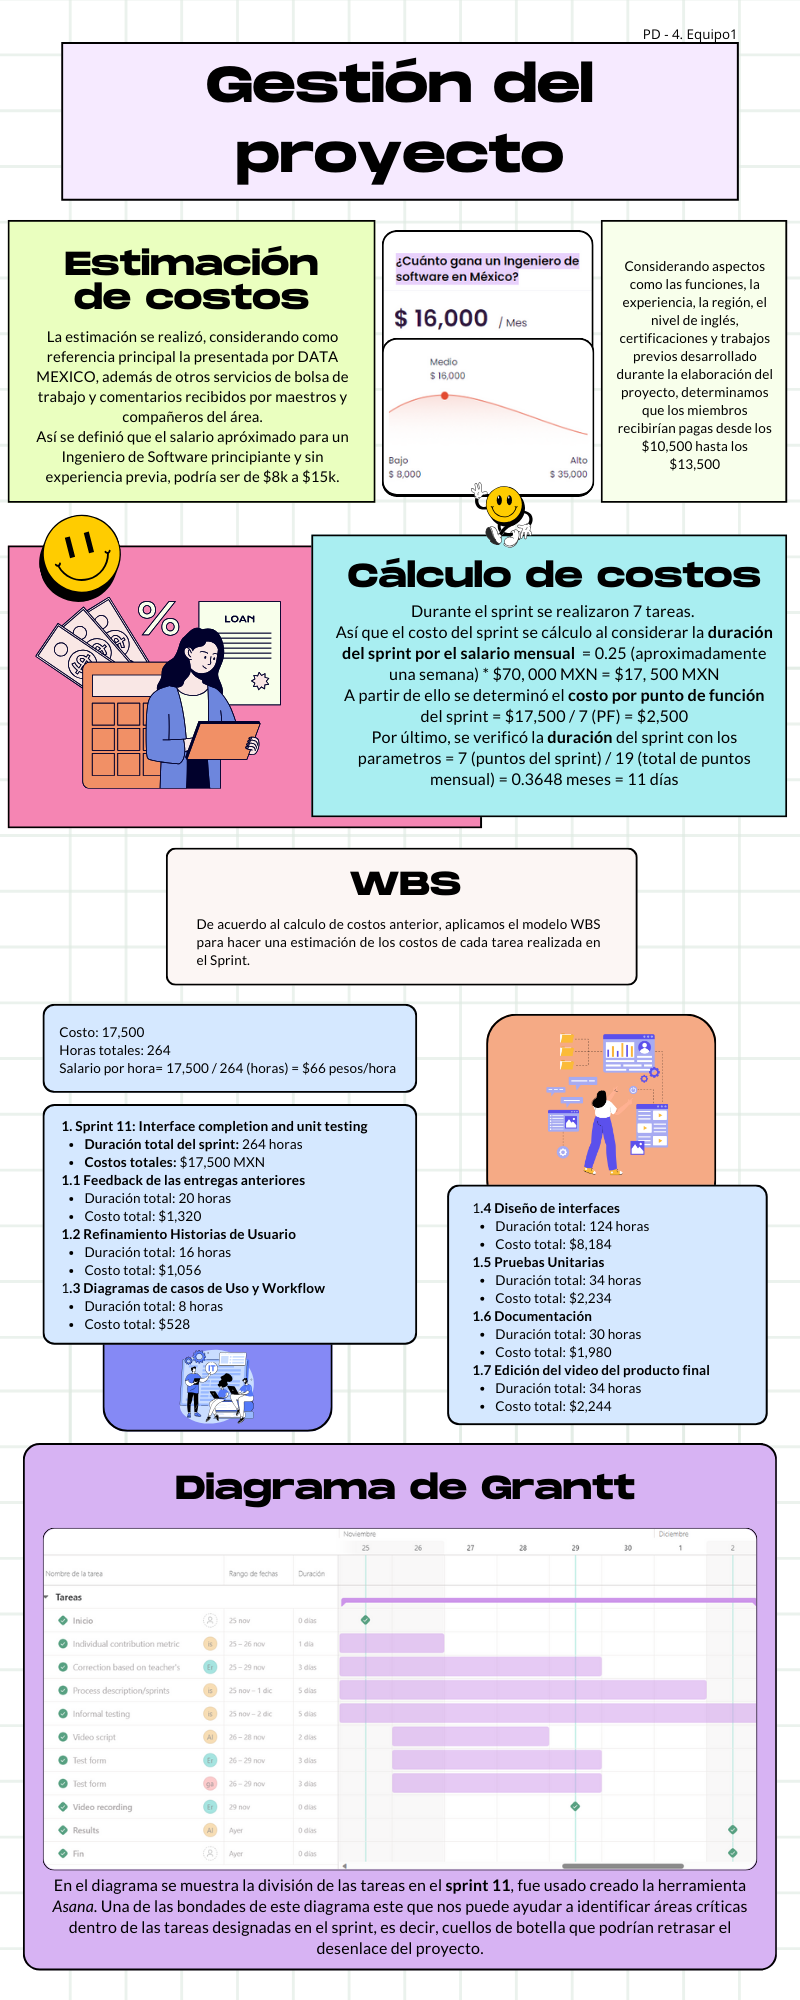 PD - 4. Equipo1
Gestión del
proyecto
Estimación
de costos
La estimación se realizó, considerando como
referencia principal la presentada por DATA
MEXICO, además de otros servicios de bolsa de
trabajo y comentarios recibidos por maestros y
compañeros del área.
Así se definió que el salario apróximado para un
Ingeniero de Software principiante y sin
experiencia previa, podría ser de $8k a $15k.
¿Cuánto gana un Ingeniero de
software en México?
$ 16,000 / Mes
Medio
$ 16,000
Bajo
$ 8,000
Alto
$ 35,000
Considerando aspectos
como las funciones, la
experiencia, la región, el
nivel de inglés,
certificaciones y trabajos
previos desarrollado
durante la elaboración del
proyecto, determinamos
que los miembros
recibirían pagas desde los
$10,500 hasta los
$13,500
%
LOAN
Cálculo de costos
Durante el sprint se realizaron 7 tareas.
Así que el costo del sprint se cálculo al considerar la duración
del sprint por el salario mensual = 0.25 (aproximadamente
una semana) * $70, 000 MXN = $17, 500 MXN
A partir de ello se determinó el costo por punto de función
del sprint = $17,500 / 7 (PF) = $2,500
Por último, se verificó la duración del sprint con los
parametros = 7 (puntos del sprint) / 19 (total de puntos
mensual) = 0.3648 meses = 11 días
WBS
De acuerdo al calculo de costos anterior, aplicamos el modelo WBS
para hacer una estimación de los costos de cada tarea realizada en
el Sprint.
Costo: 17,500
Horas totales: 264
Salario por hora= 17,500 / 264 (horas) = $66 pesos/hora
1. Sprint 11: Interface completion and unit testing
• Duración total del sprint: 264 horas
• Costos totales: $17,500 MXN
1.1 Feedback de las entregas anteriores
• Duración total: 20 horas
• Costo total: $1,320
1.2 Refinamiento Historias de Usuario
• Duración total: 16 horas
• Costo total: $1,056
1.3 Diagramas de casos de Uso y Workflow
• Duración total: 8 horas
• Costo total: $528
1.4 Diseño de interfaces
• Duración total: 124 horas
• Costo total: $8,184
1.5 Pruebas Unitarias
• Duración total: 34 horas
• Costo total: $2,234
1.6 Documentación
• Duración total: 30 horas
• Costo total: $1,980
1.7 Edición del video del producto final
• Duración total: 34 horas
• Costo total: $2,244
IT
Diagrama de Grantt
Noviembre Diciembre
25 26 27 28 29 30 1 2
Nombre de la tarea Rango de fechas Duración
Tareas
Inicio 25 nov 0 días
Individual contribution metric is 25 – 26 nov 1 día
Correction based on teacher's Er 25 – 29 nov 3 días
Process description/sprints is 25 nov – 1 dic 5 días
Informal testing is 25 nov – 2 dic 5 días
Video script Al 26 – 28 nov 2 días
Test form Er 26 – 29 nov 3 días
Test form 26 – 29 nov 3 días
Video recording Er 29 nov 0 días
Results Al Ayer 0 días
Fin Ayer 0 días
En el diagrama se muestra la división de las tareas en el sprint 11, fue usado creado la herramienta
Asana. Una de las bondades de este diagrama este que nos puede ayudar a identificar áreas críticas
dentro de las tareas designadas en el sprint, es decir, cuellos de botella que podrían retrasar el
desenlace del proyecto.